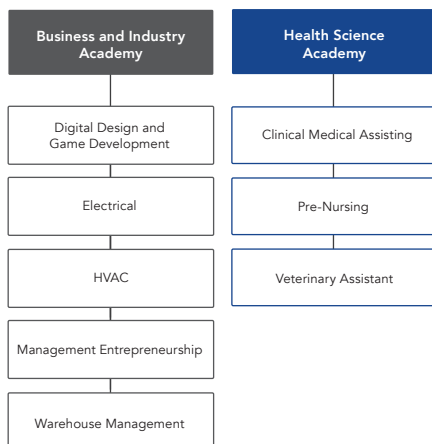 Business and Industry
Academy
Digital Design and
Game Development
Electrical
HVAC
Management Entrepreneurship
Warehouse Management
Health Science
Academy
Clinical Medical Assisting
Pre-Nursing
Veterinary Assistant